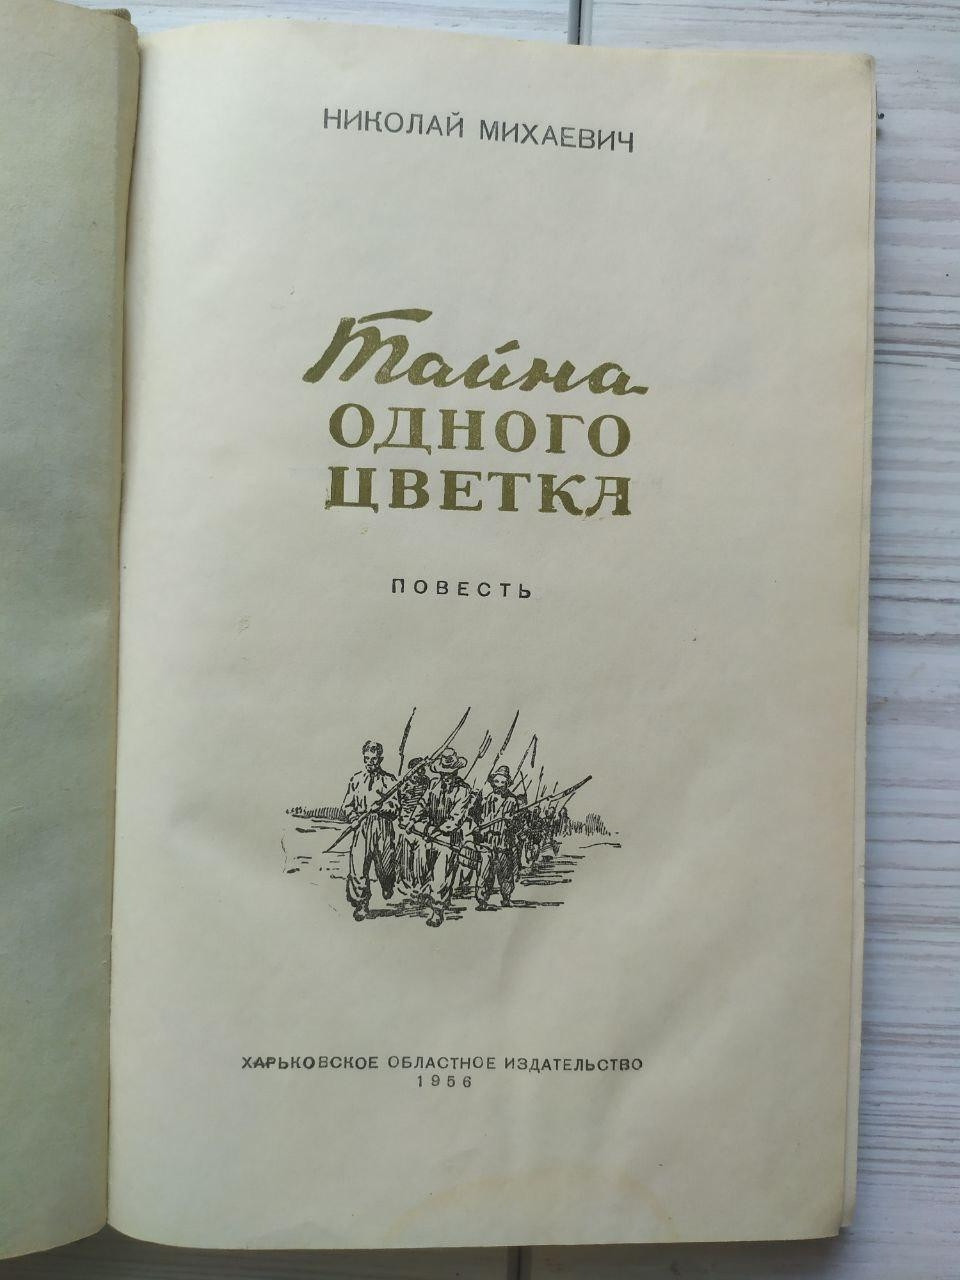 НИКОЛАЙ МИХАЕВИЧ
Тайна
ОДНОГО
ЦВЕТКА
ПОВЕСТЬ
ХАРЬКОВСКОЕ ОБЛАСТНОЕ ИЗДАТЕЛЬСТВО
1956